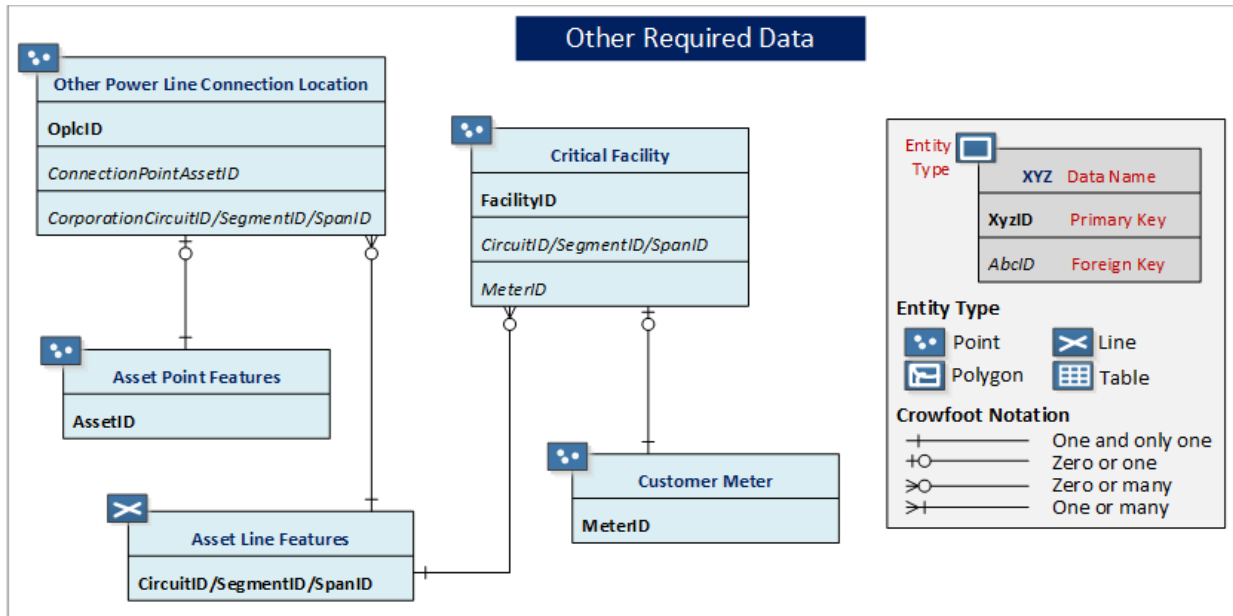 Other Required Data
Other Power Line Connection Location
OplcID
ConnectionPointAssetID
CorporationCircuitID/SegmentID/SpanID
Asset Point Features
AssetID
Asset Line Features
CircuitID/SegmentID/SpanID
Critical Facility
FacilityID
CircuitID/SegmentID/SpanID
MeterID
Customer Meter
MeterID
Entity
Type
XYZ Data Name
XyzID Primary Key
AbcID Foreign Key
Entity Type
Point Line
Polygon Table
Crowfoot Notation
One and only one
Zero or one
Zero or many
One or many